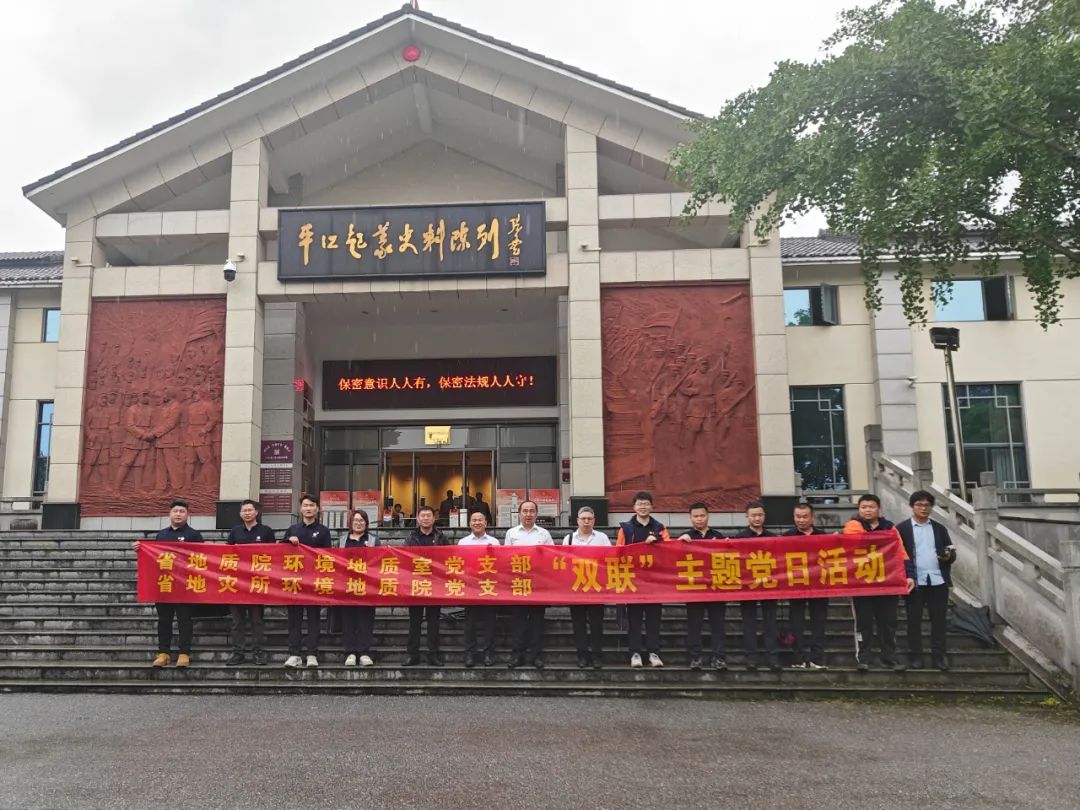 平江起义史料陈列
保密意识人人有，保密法规人人守！
省地质院环境地质室党支部
省地灾所环境地质院党支部
“双联”主题党日活动